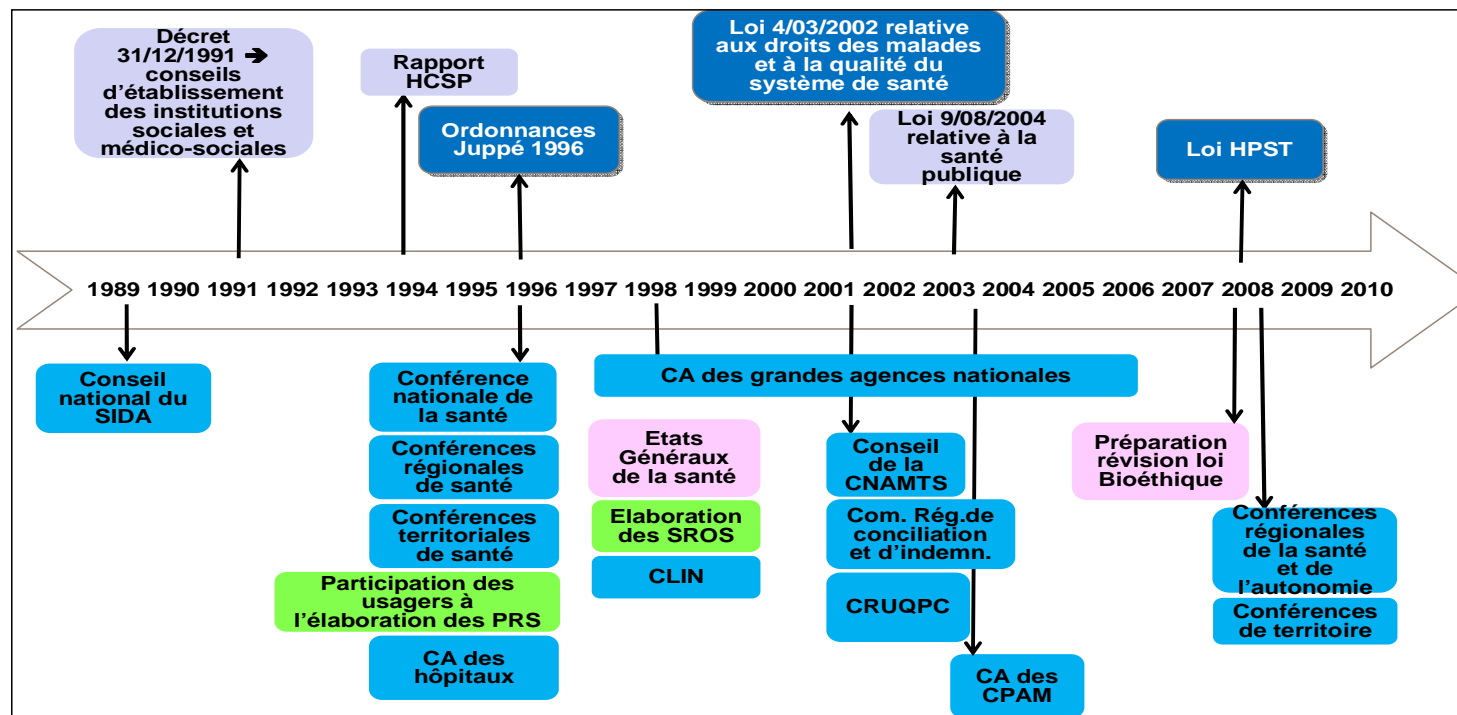 Décret
31/12/1991 ➔
conseils
d’établissement
des institutions
sociales et
médico-sociales
Rapport
HCSP
Ordonnances
Juppé 1996
Loi 4/03/2002 relative
aux droits des malades
et à la qualité du
système de santé
Loi 9/08/2004
relative à la
santé
publique
Loi HPST
1989 1990 1991 1992 1993 1994 1995 1996 1997 1998 1999 2000 2001 2002 2003 2004 2005 2006 2007 2008 2009 2010
Conseil
national du
SIDA
Conférence
nationale de
la santé
Conférences
régionales
de santé
Conférences
territoriales
de santé
Participation des
usagers à
l’élaboration des PRS
CA des
hôpitaux
CA des grandes agences nationales
Etats
Généraux
de la santé
Elaboration
des SROS
CLIN
Conseil
de la
CNAMTS
Com. Rég.de
conciliation
et d’indemn.
CRUQPC
CA des
CPAM
Préparation
révision loi
Bioéthique
Conférences
régionales
de la santé
et de
l’autonomie
Conférences
de territoire